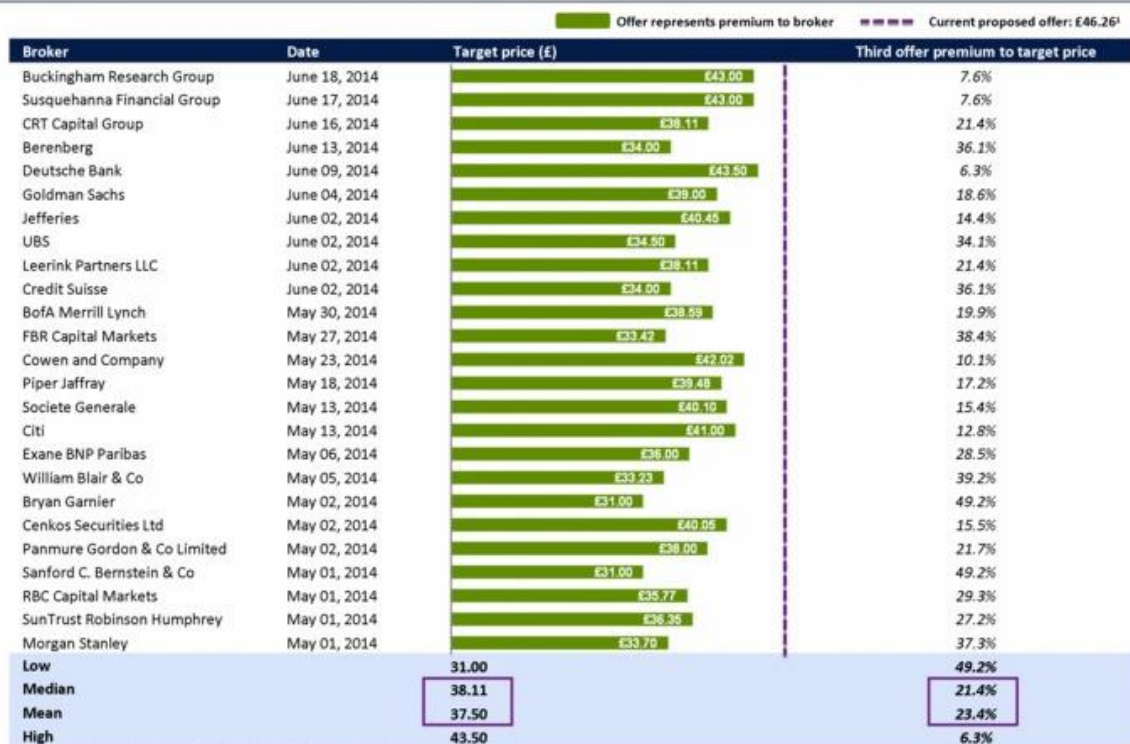 Offer represents premium to broker Current proposed offer: £46.26¹
Broker Date Target price (£) Third offer premium to target price
Buckingham Research Group June 18, 2014 £43.00 7.6%
Susquehanna Financial Group June 17, 2014 £43.00 7.6%
CRT Capital Group June 16, 2014 £38.11 21.4%
Berenberg June 13, 2014 £34.00 36.1%
Deutsche Bank June 09, 2014 £43.50 6.3%
Goldman Sachs June 04, 2014 £39.00 18.6%
Jefferies June 02, 2014 £40.45 14.4%
UBS June 02, 2014 £34.50 34.1%
Leerink Partners LLC June 02, 2014 £38.11 21.4%
Credit Suisse June 02, 2014 £34.00 36.1%
BofA Merrill Lynch May 30, 2014 £38.59 19.9%
FBR Capital Markets May 27, 2014 £33.42 38.4%
Cowen and Company May 23, 2014 £42.02 10.1%
Piper Jaffray May 18, 2014 £39.48 17.2%
Societe Generale May 13, 2014 £40.10 15.4%
Citi May 13, 2014 £41.00 12.8%
Exane BNP Paribas May 06, 2014 £36.00 28.5%
William Blair & Co May 05, 2014 £33.23 39.2%
Bryan Garnier May 02, 2014 £31.00 49.2%
Cenkos Securities Ltd May 02, 2014 £40.05 15.5%
Panmure Gordon & Co Limited May 02, 2014 £38.00 21.7%
Sanford C. Bernstein & Co May 01, 2014 £31.00 49.2%
RBC Capital Markets May 01, 2014 £35.77 29.3%
SunTrust Robinson Humphrey May 01, 2014 £36.35 27.2%
Morgan Stanley May 01, 2014 £33.70 37.3%
Low 31.00 49.2%
Median 38.11 21.4%
Mean 37.50 23.4%
High 43.50 6.3%